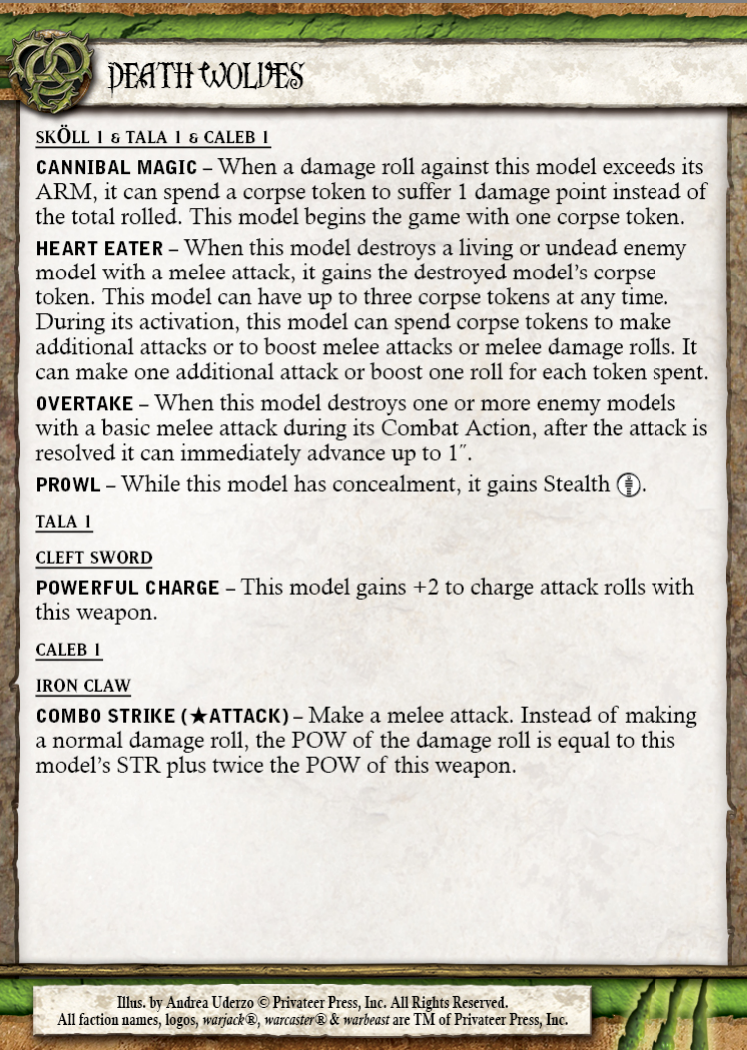 DEATH WOLVES
SKÖLL 1 & TALA 1 & CALEB 1
CANNIBAL MAGIC – When a damage roll against this model exceeds its
ARM, it can spend a corpse token to suffer 1 damage point instead of
the total rolled. This model begins the game with one corpse token.
HEART EATER – When this model destroys a living or undead enemy
model with a melee attack, it gains the destroyed model's corpse
token. This model can have up to three corpse tokens at any time.
During its activation, this model can spend corpse tokens to make
additional attacks or to boost melee attacks or melee damage rolls. It
can make one additional attack or boost one roll for each token spent.
OVERTAKE – When this model destroys one or more enemy models
with a basic melee attack during its Combat Action, after the attack is
resolved it can immediately advance up to 1″.
PROWL – While this model has concealment, it gains Stealth .
TALA 1
CLEFT SWORD
POWERFUL CHARGE – This model gains +2 to charge attack rolls with
this weapon.
CALEB 1
IRON CLAW
COMBO STRIKE (★ATTACK) – Make a melee attack. Instead of making
a normal damage roll, the POW of the damage roll is equal to this
model's STR plus twice the POW of this weapon.
Illus. by Andrea Uderzo © Privateer Press, Inc. All Rights Reserved.
All faction names, logos, warjack®, warcaster® & warbeast are TM of Privateer Press, Inc.